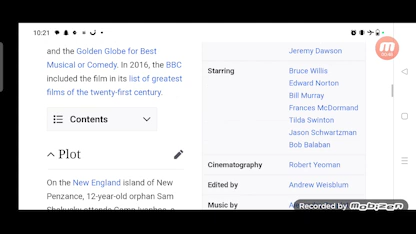 10:21
and the Golden Globe for Best
Musical or Comedy. In 2016, the BBC
included the film in its list of greatest
films of the twenty-first century.
Contents
Plot
On the New England island of New
Penzance, 12-year-old orphan Sam
Jeremy Dawson
Starring
Bruce Willis
Edward Norton
Bill Murray
Frances McDormand
Tilda Swinton
Jason Schwartzman
Bob Balaban
Cinematography
Robert Yeoman
Edited by
Andrew Weisblum
Music by
Recorded by Mobizen